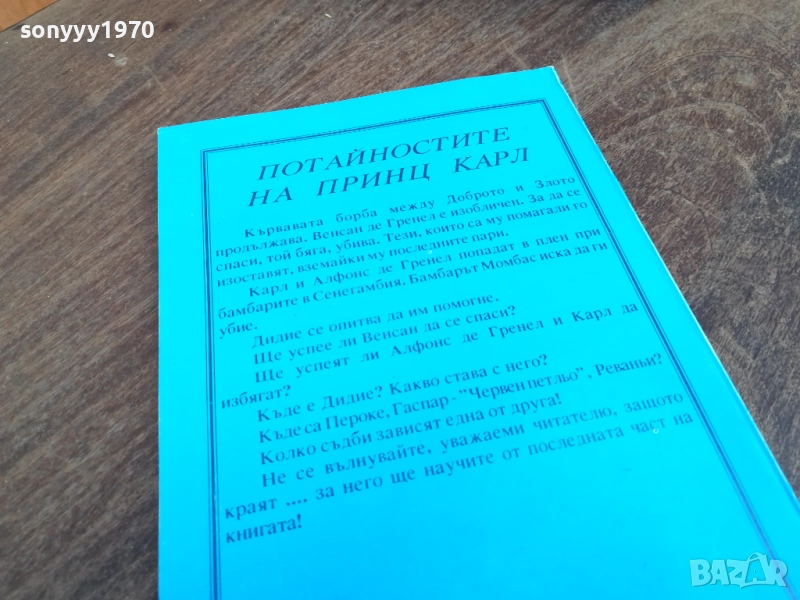 sonyyy1970
ПОТАЙНОСТИТЕ
НА ПРИНЦ КАРЛ
Кървавата борба между Доброто и Злото
продължава. Венсан де Гренел е изобличен. За да се
спаси, той бяга, убива. Тези, които са му помагали го
изоставят, вземайки му последните пари.
Карл и Алфонс де Гренел попадат в плен при
бамбарите в Сенегамбия. Бамбарът Момбас иска да ги
убие.
Дидие се опитва да им помогне.
Ще успее ли Венсан да се спаси?
Ще успеят ли Алфонс де Гренел и Карл да
избягат?
Къде е Дидие? Какво става с него?
Къде са Пероке, Гаспар - "Червен петльо", Реваньи?
Колко съдби зависят една от друга!
Не се вълнувайте, уважаеми читателю, защото
краят .... за него ще научите от последната част на
книгата!
BAZAR